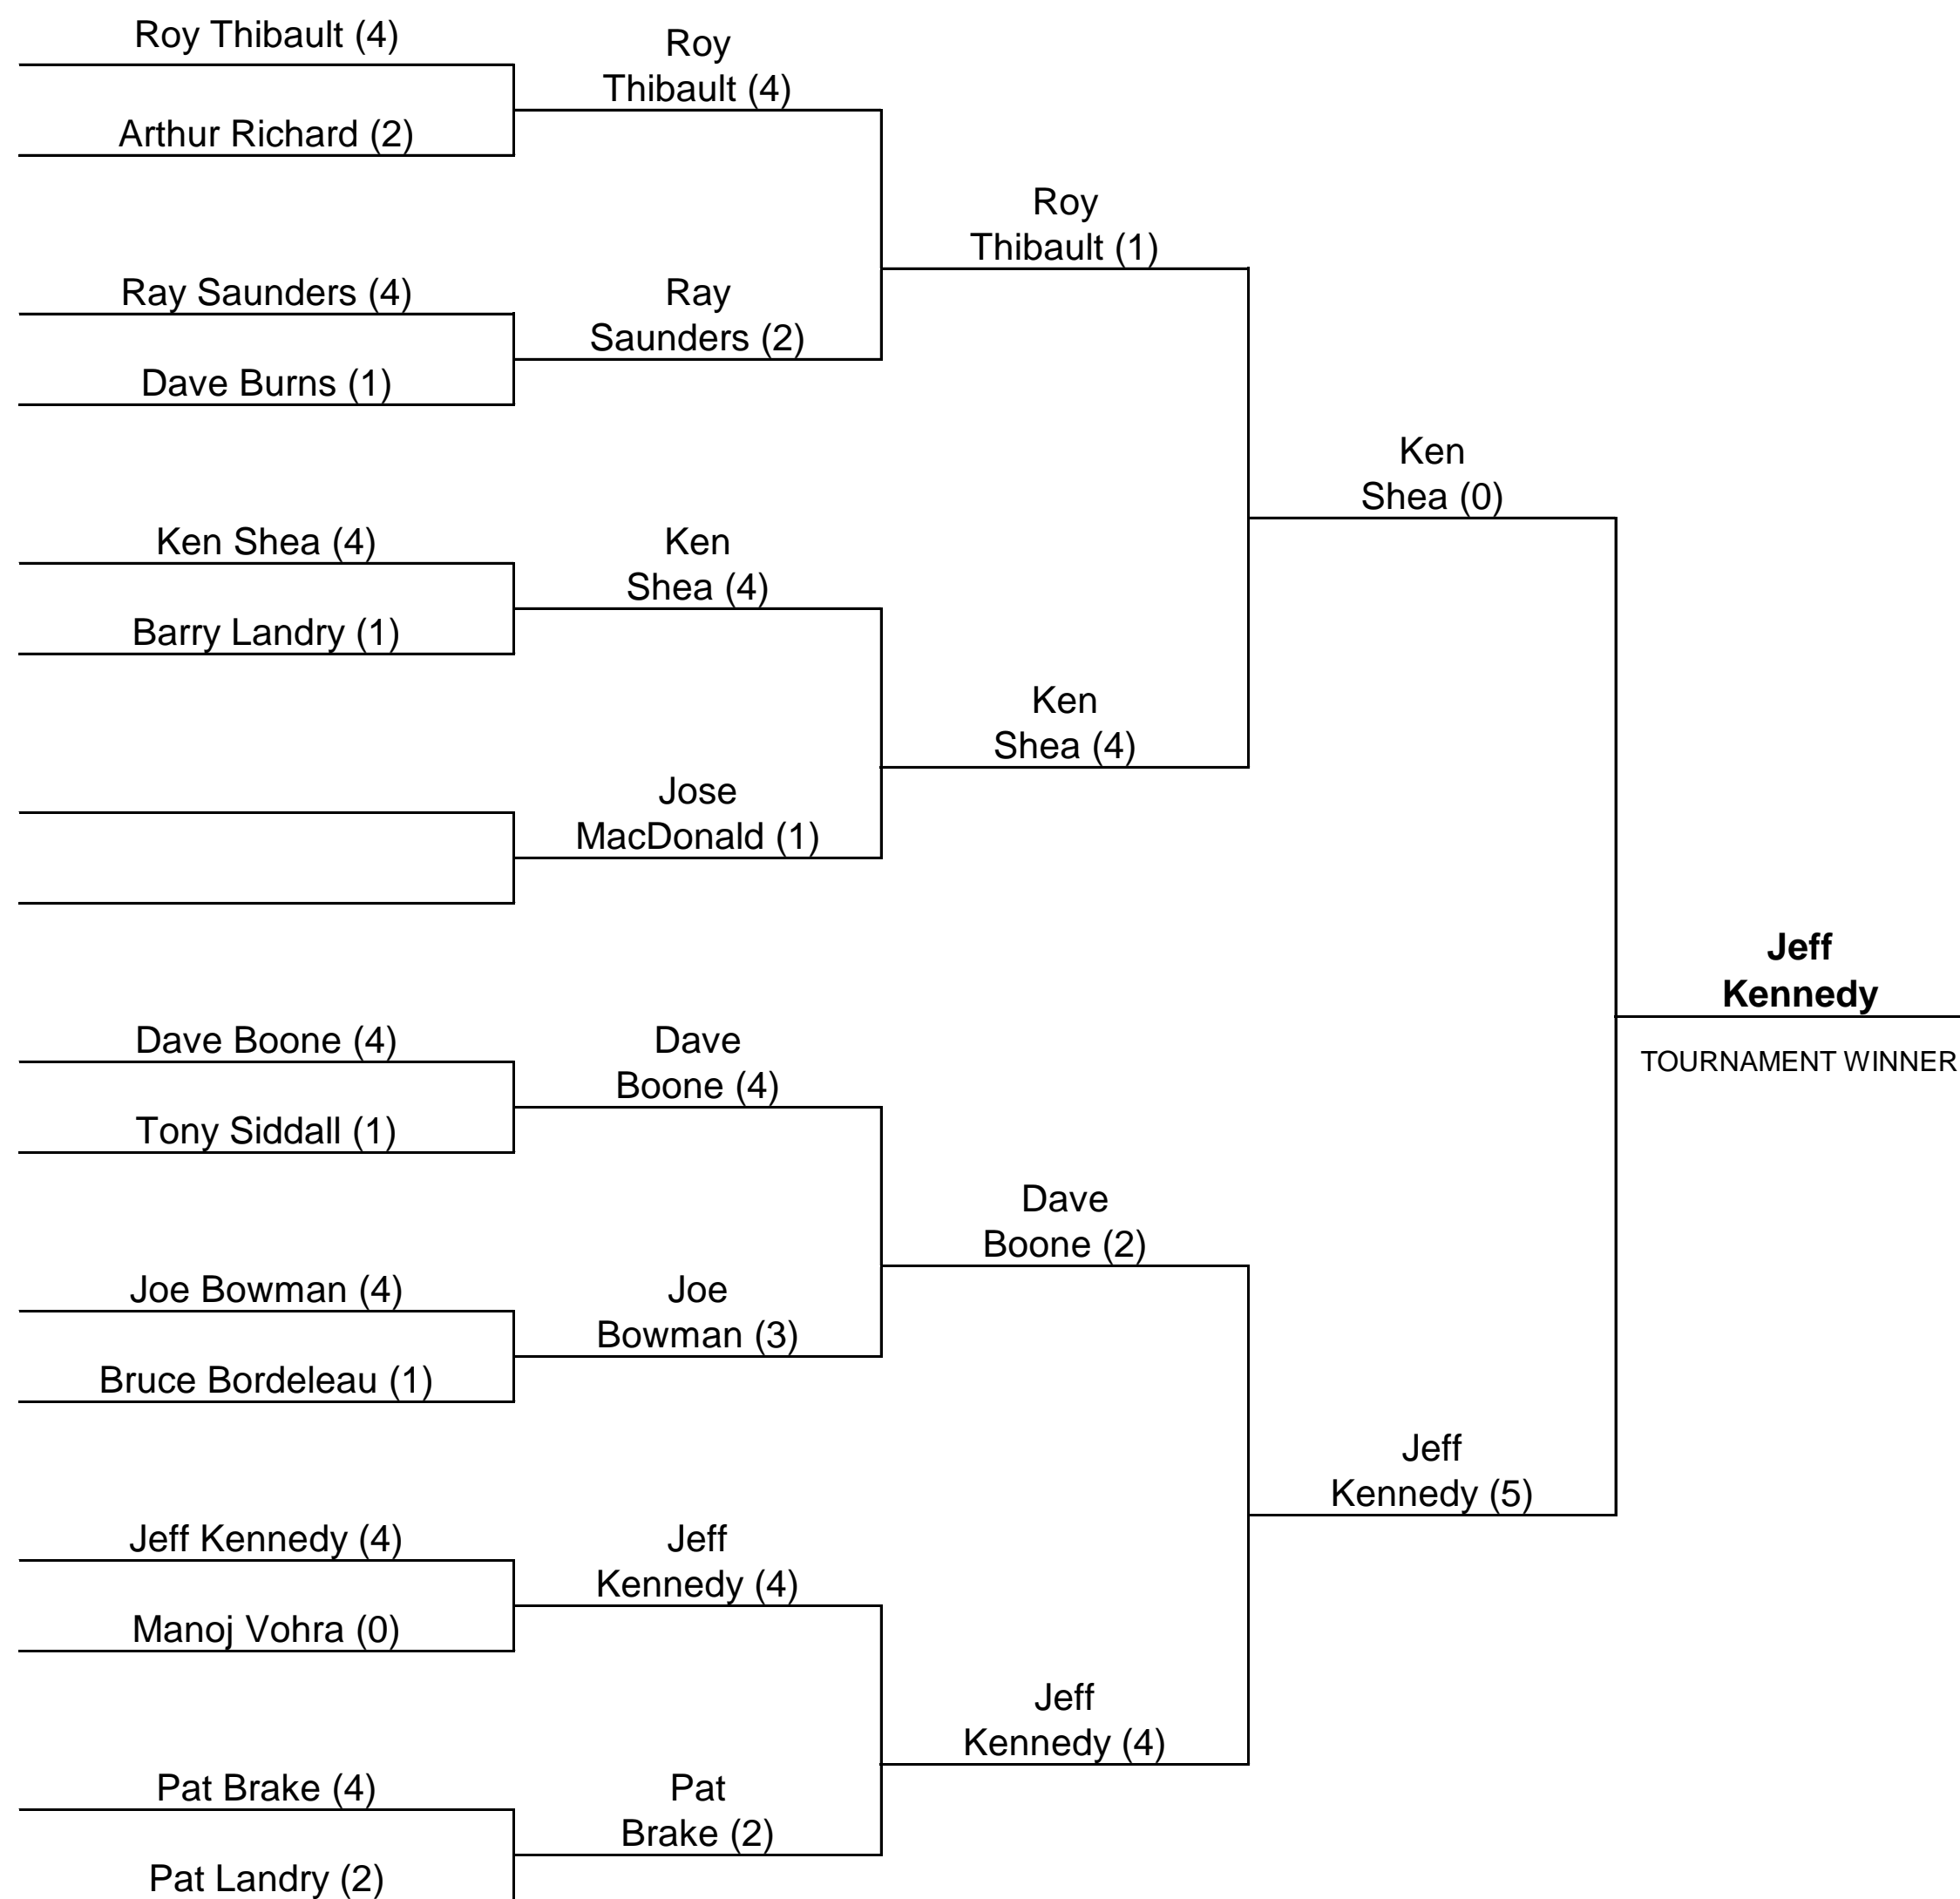 Roy Thibault (4)
Arthur Richard (2)
Ray Saunders (4)
Dave Burns (1)
Ken Shea (4)
Barry Landry (1)
Dave Boone (4)
Tony Siddall (1)
Joe Bowman (4)
Bruce Bordeleau (1)
Jeff Kennedy (4)
Manoj Vohra (0)
Pat Brake (4)
Pat Landry (2)
Roy
Thibault (4)
Ray
Saunders (2)
Ken
Shea (4)
Jose
MacDonald (1)
Dave
Boone (4)
Joe
Bowman (3)
Jeff
Kennedy (4)
Pat
Brake (2)
Roy
Thibault (1)
Ken
Shea (4)
Dave
Boone (2)
Jeff
Kennedy (4)
Ken
Shea (0)
Jeff
Kennedy (5)
Jeff
Kennedy
TOURNAMENT WINNER